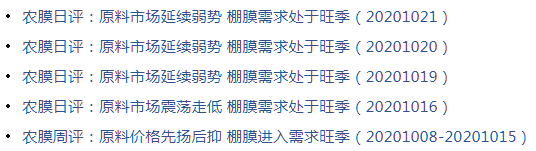 农膜日评：原料市场延续弱势 棚膜需求处于旺季（20201021）
农膜日评：原料市场延续弱势 棚膜需求处于旺季（20201020）
农膜日评：原料市场延续弱势 棚膜需求处于旺季（20201019）
农膜日评：原料市场震荡走低 棚膜需求处于旺季（20201016）
农膜周评：原料价格先扬后抑 棚膜进入需求旺季（20201008-20201015）